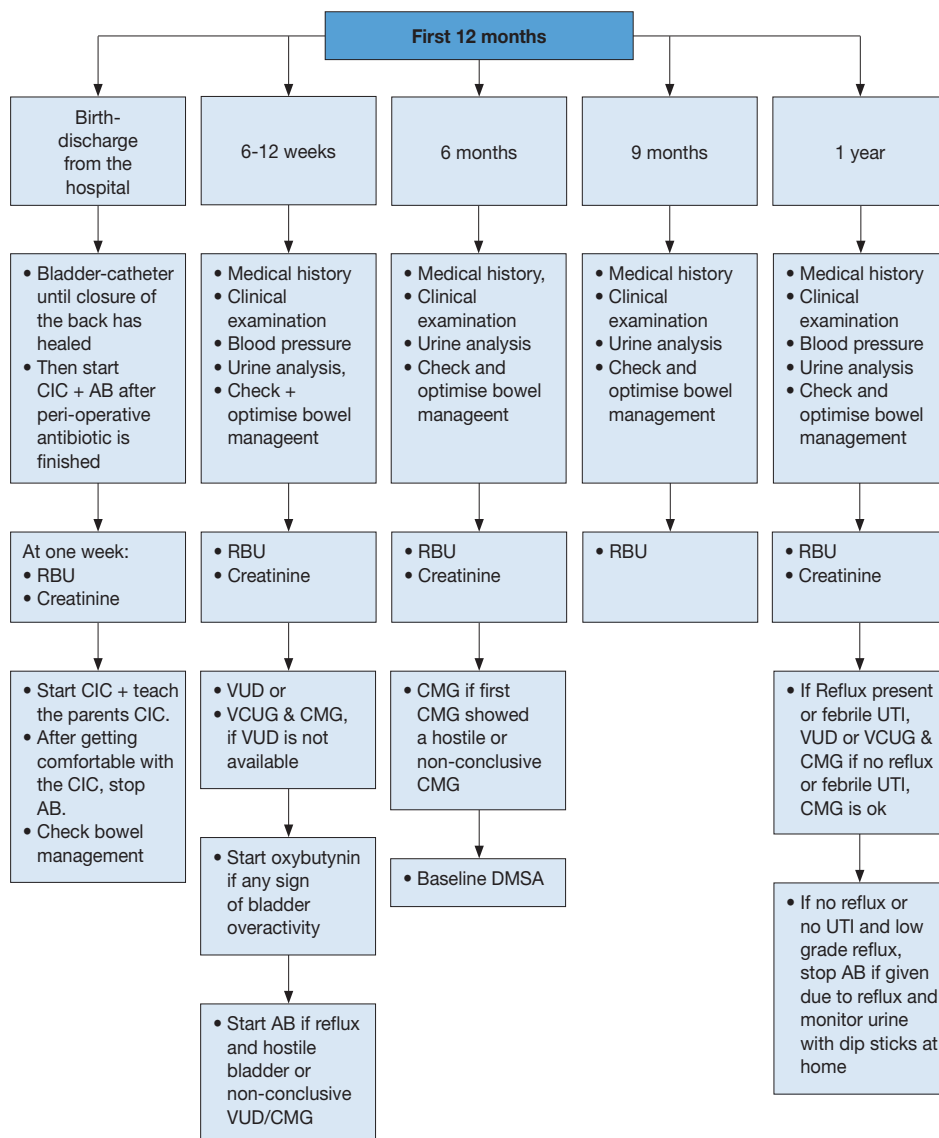 First 12 months
Birth-
discharge
from the
hospital
6-12 weeks
6 months
9 months
1 year
• Bladder-catheter
until closure of
the back has
healed
• Then start
CIC + AB after
peri-operative
antibiotic is
finished
• Medical history
• Clinical
examination
• Blood pressure
• Urine analysis,
• Check +
optimise bowel
manageent
• Medical history,
• Clinical
examination
• Urine analysis
• Check and
optimise bowel
manageent
• Medical history
• Clinical
examination
• Urine analysis
• Check and
optimise bowel
management
• Medical history
• Clinical
examination
• Blood pressure
• Urine analysis
• Check and
optimise bowel
management
At one week:
• RBU
• Creatinine
• RBU
• Creatinine
• RBU
• Creatinine
• RBU
• RBU
• Creatinine
• Start CIC + teach
the parents CIC.
• After getting
comfortable with
the CIC, stop
AB.
• Check bowel
management
• VUD or
• VCUG & CMG,
if VUD is not
available
• CMG if first
CMG showed
a hostile or
non-conclusive
CMG
• If Reflux present
or febrile UTI,
VUD or VCUG &
CMG if no reflux
or febrile UTI,
CMG is ok
• Start oxybutynin
if any sign
of bladder
overactivity
• Baseline DMSA
• If no reflux or
no UTI and low
grade reflux,
stop AB if given
due to reflux and
monitor urine
with dip sticks at
home
• Start AB if reflux
and hostile
bladder or
non-conclusive
VUD/CMG